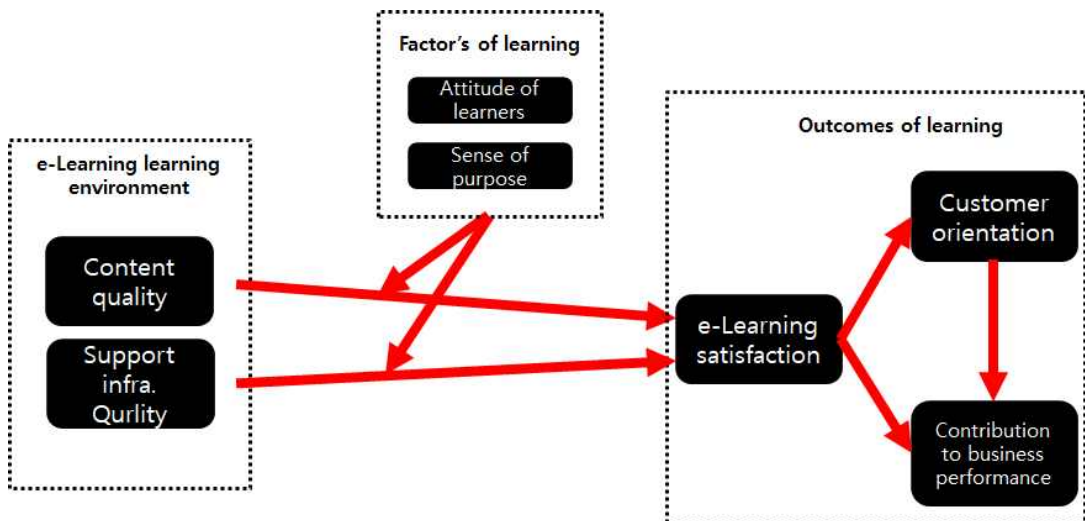 Factor's of learning
Attitude of
learners
Sense of
purpose
e-Learning learning
environment
Content
quality
Support
infra.
Qurlity
Outcomes of learning
Customer
orientation
e-Learning
satisfaction
Contribution
to business
performance